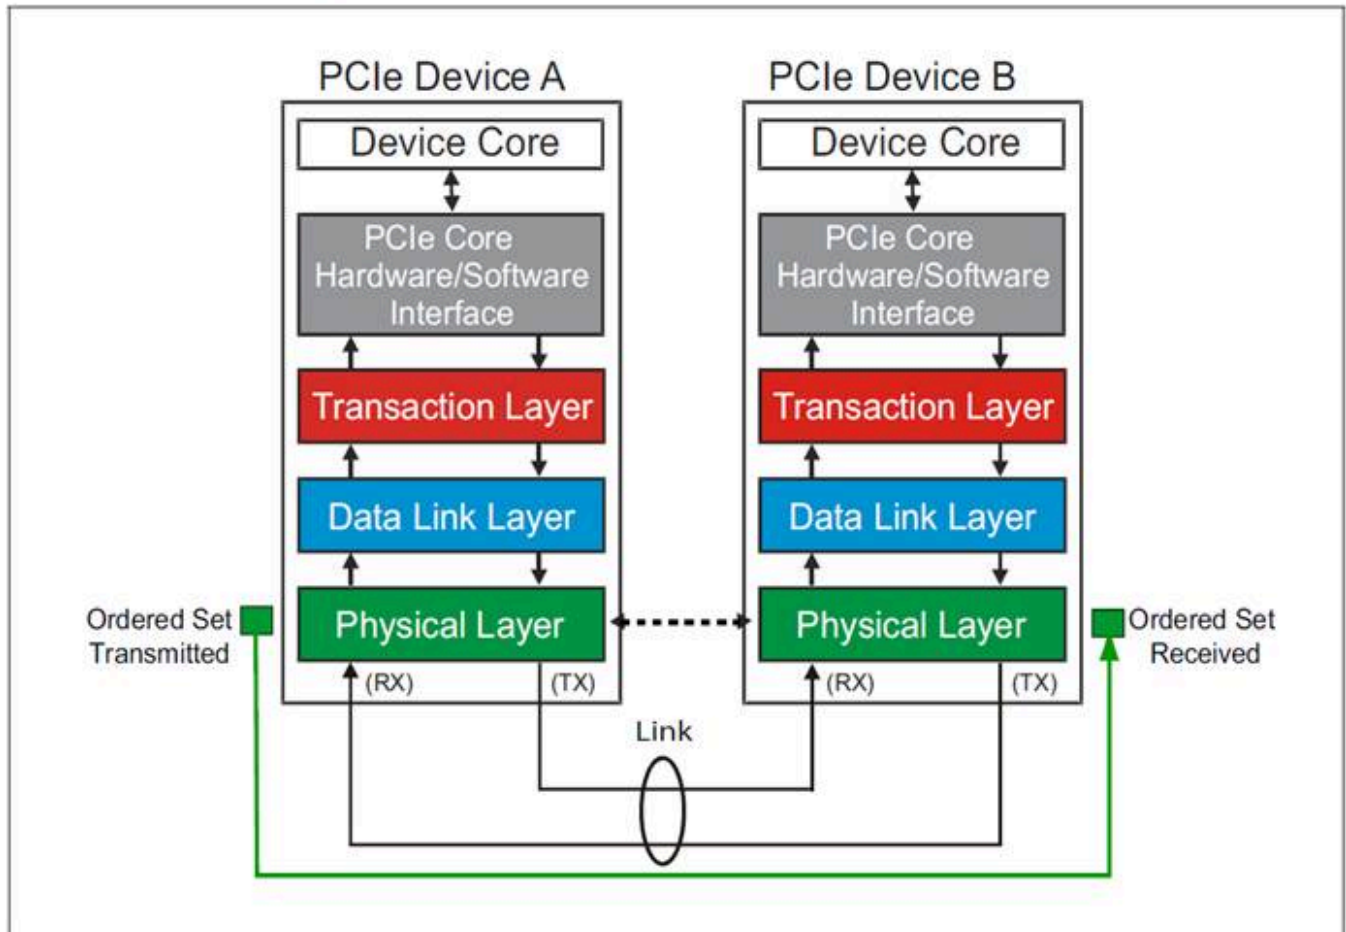 PCIe Device A
Device Core
PCIe Core
Hardware/Software
Interface
Transaction Layer
Data Link Layer
Physical Layer
(RX)
(TX)
PCIe Device B
Device Core
PCIe Core
Hardware/Software
Interface
Transaction Layer
Data Link Layer
Physical Layer
(RX)
(TX)
Ordered Set
Transmitted
Ordered Set
Received
Link